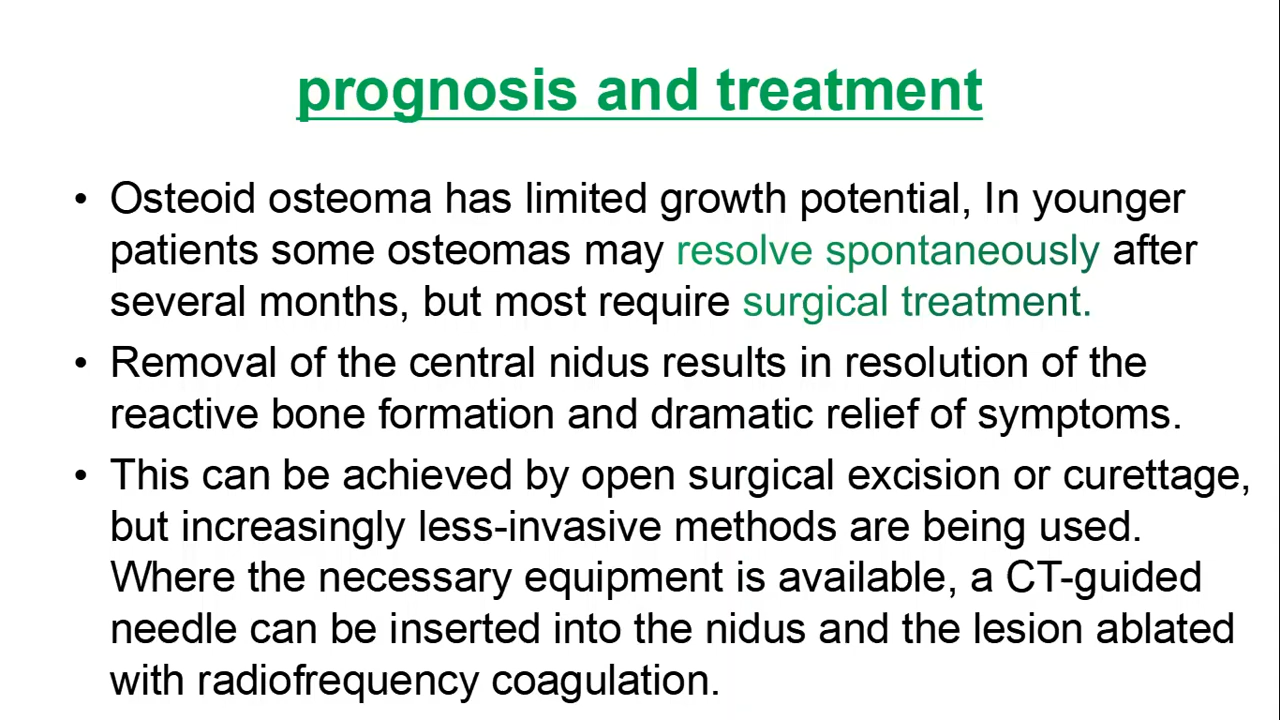 prognosis and treatment
• Osteoid osteoma has limited growth potential, In younger
patients some osteomas may resolve spontaneously after
several months, but most require surgical treatment.
• Removal of the central nidus results in resolution of the
reactive bone formation and dramatic relief of symptoms.
• This can be achieved by open surgical excision or curettage,
but increasingly less-invasive methods are being used.
Where the necessary equipment is available, a CT-guided
needle can be inserted into the nidus and the lesion ablated
with radiofrequency coagulation.